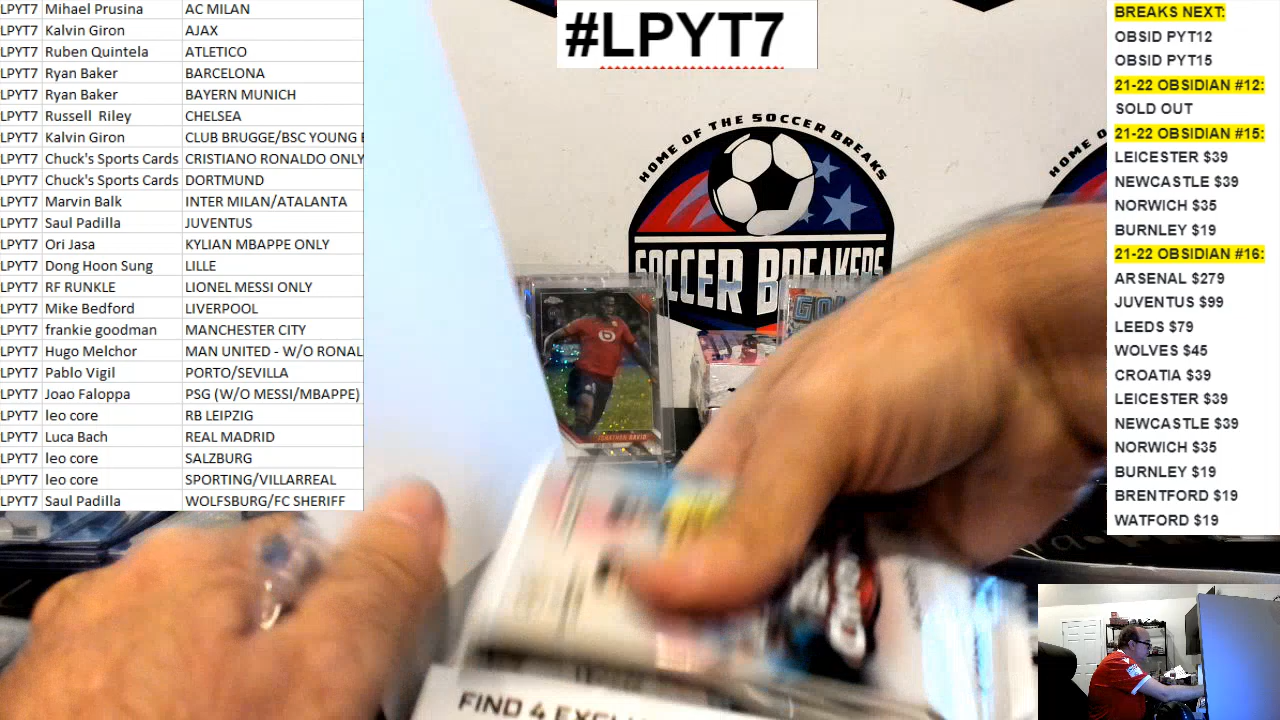 LPYT7 Mihael Prusina AC MILAN
LPYT7 Kalvin Giron AJAX
LPYT7 Ruben Quintela ATLETICO
LPYT7 Ryan Baker BARCELONA
LPYT7 Ryan Baker BAYERN MUNICH
LPYT7 Russell Riley CHELSEA
LPYT7 Kalvin Giron CLUB BRUGGE/BSC YOUNG
LPYT7 Chuck's Sports Cards CRISTIANO RONALDO ONLY
LPYT7 Chuck's Sports Cards DORTMUND
LPYT7 Marvin Balk INTER MILAN/ATALANTA
LPYT7 Saul Padilla JUVENTUS
LPYT7 Ori Jasa KYLIAN MBAPPE ONLY
LPYT7 Dong Hoon Sung LILLE
LPYT7 RF RUNKLE LIONEL MESSI ONLY
LPYT7 Mike Bedford LIVERPOOL
LPYT7 frankie goodman MANCHESTER CITY
LPYT7 Hugo Melchor MAN UNITED - W/O RONAL
LPYT7 Pablo Vigil PORTO/SEVILLA
LPYT7 Joao Faloppa PSG (W/O MESSI/MBAPPE)
LPYT7 leo core RB LEIPZIG
LPYT7 Luca Bach REAL MADRID
LPYT7 leo core SALZBURG
LPYT7 leo core SPORTING/VILLARREAL
LPYT7 Saul Padilla WOLFSBURG/FC SHERIFF
#LPYT7
HOME OF THE SOCCER BREAKS
SOCCER BREAKERS
HOME O
JONATHAN DAVID
FIND 4 EXCLU
BREAKS NEXT:
OBSID PYT12
OBSID PYT15
21-22 OBSIDIAN #12:
SOLD OUT
21-22 OBSIDIAN #15:
LEICESTER $39
NEWCASTLE $39
NORWICH $35
BURNLEY $19
21-22 OBSIDIAN #16:
ARSENAL $279
JUVENTUS $99
LEEDS $79
WOLVES $45
CROATIA $39
LEICESTER $39
NEWCASTLE $39
NORWICH $35
BURNLEY $19
BRENTFORD $19
WATFORD $19